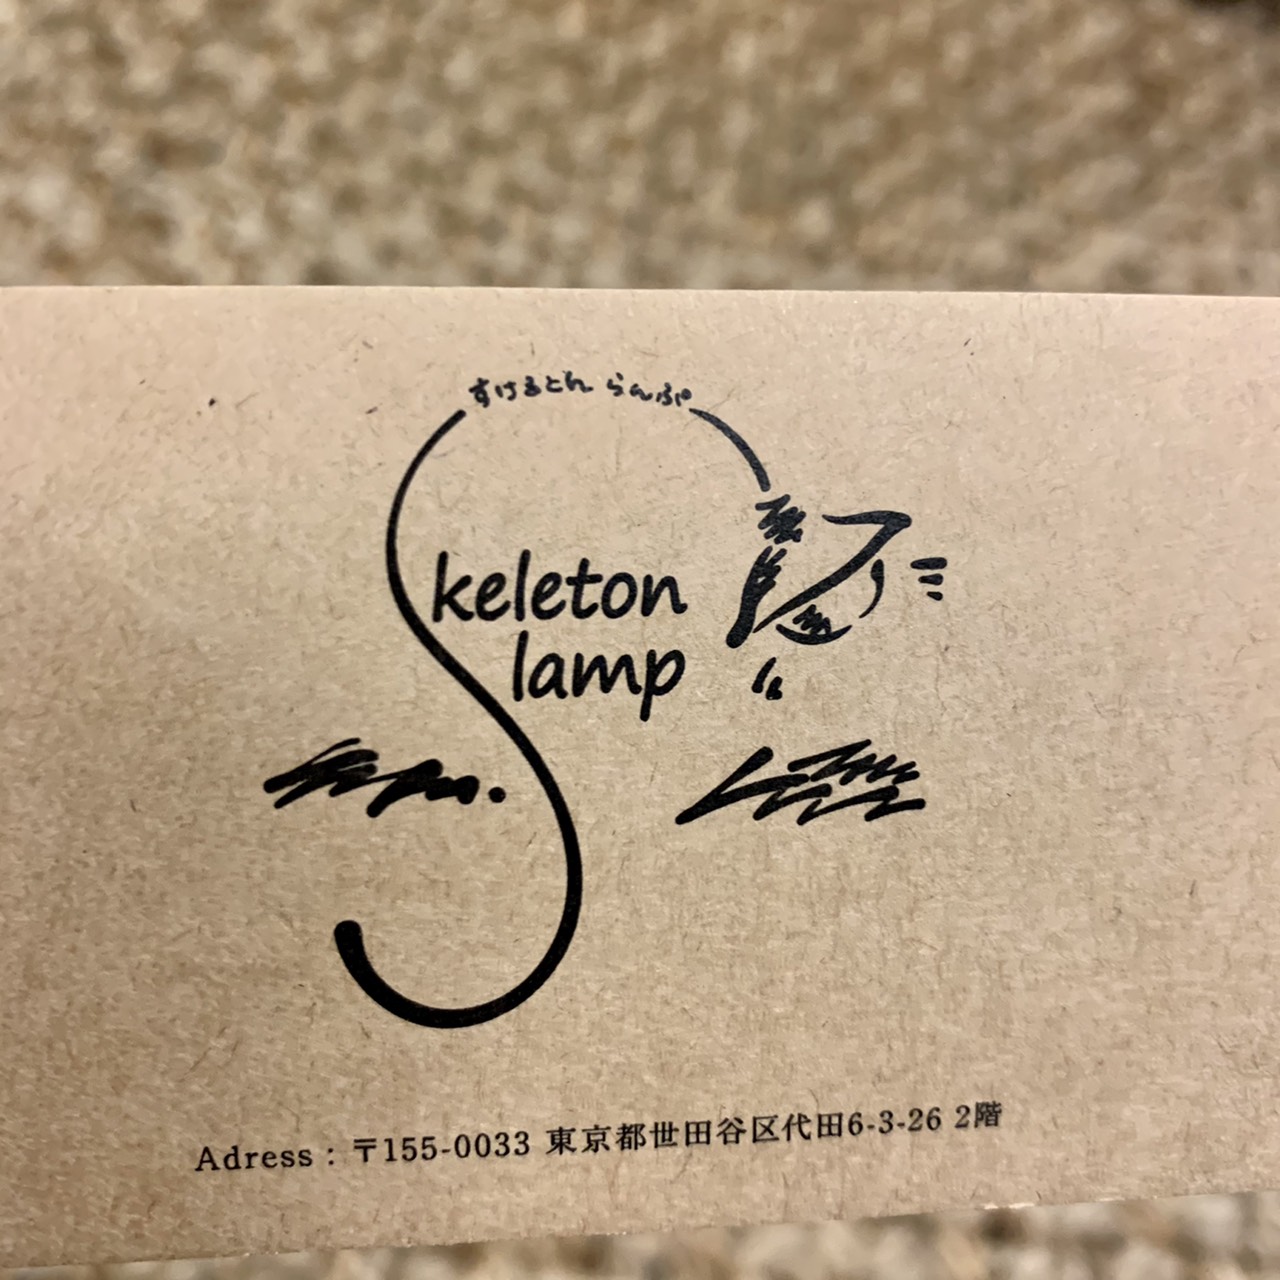 すけるとん らんぷ
Skeleton
lamp
Adress : 〒155-0033 東京都世田谷区代田6-3-26 2階